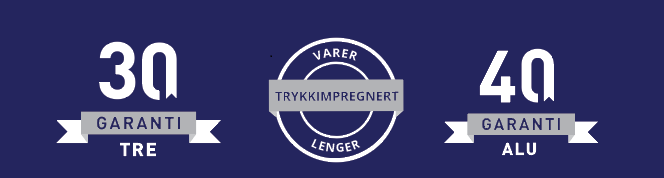 30
GARANTI
TRE
VARER
TRYKKIMPREGNERT
LENGER
40
GARANTI
ALU